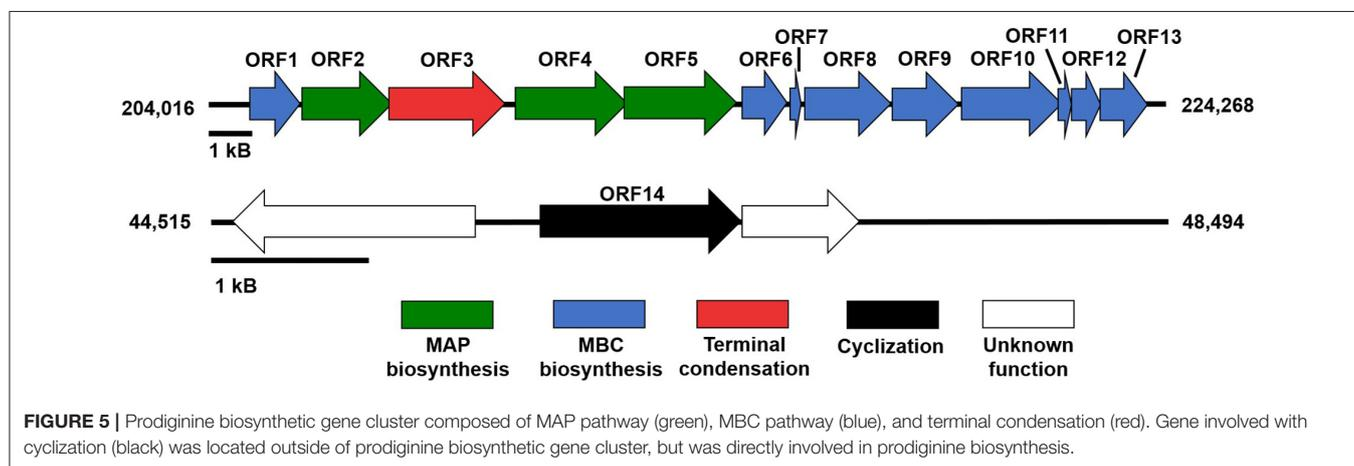 ORF7
ORF11
ORF13
ORF1 ORF2 ORF3 ORF4 ORF5 ORF6 ORF8 ORF9 ORF10 ORF12
204,016
224,268
1 kB
ORF14
44,515
48,494
1 kB
MAP biosynthesis
MBC biosynthesis
Terminal condensation
Cyclization
Unknown function
FIGURE 5 | Prodiginine biosynthetic gene cluster composed of MAP pathway (green), MBC pathway (blue), and terminal condensation (red). Gene involved with
cyclization (black) was located outside of prodiginine biosynthetic gene cluster, but was directly involved in prodiginine biosynthesis.